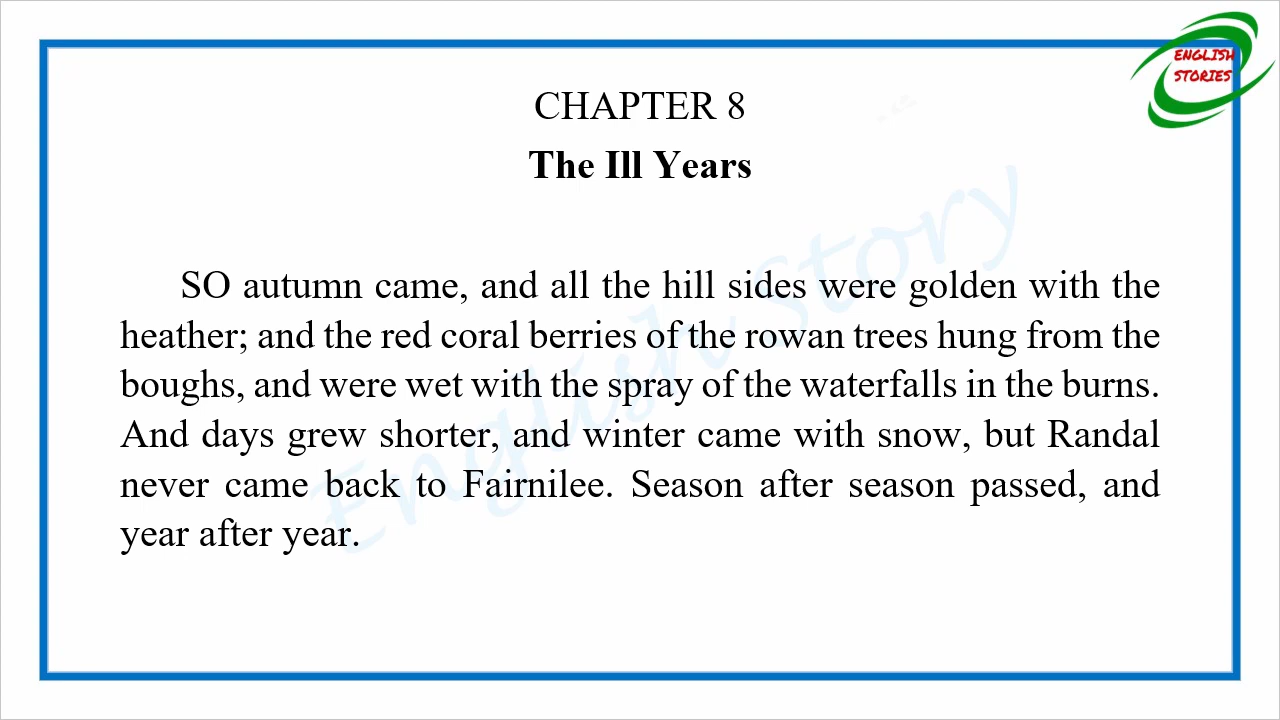 ENGLISH
STORIES
CHAPTER 8
The Ill Years
SO autumn came, and all the hill sides were golden with the
heather; and the red coral berries of the rowan trees hung from the
boughs, and were wet with the spray of the waterfalls in the burns.
And days grew shorter, and winter came with snow, but Randal
never came back to Fairnilee. Season after season passed, and
year after year.
English Story